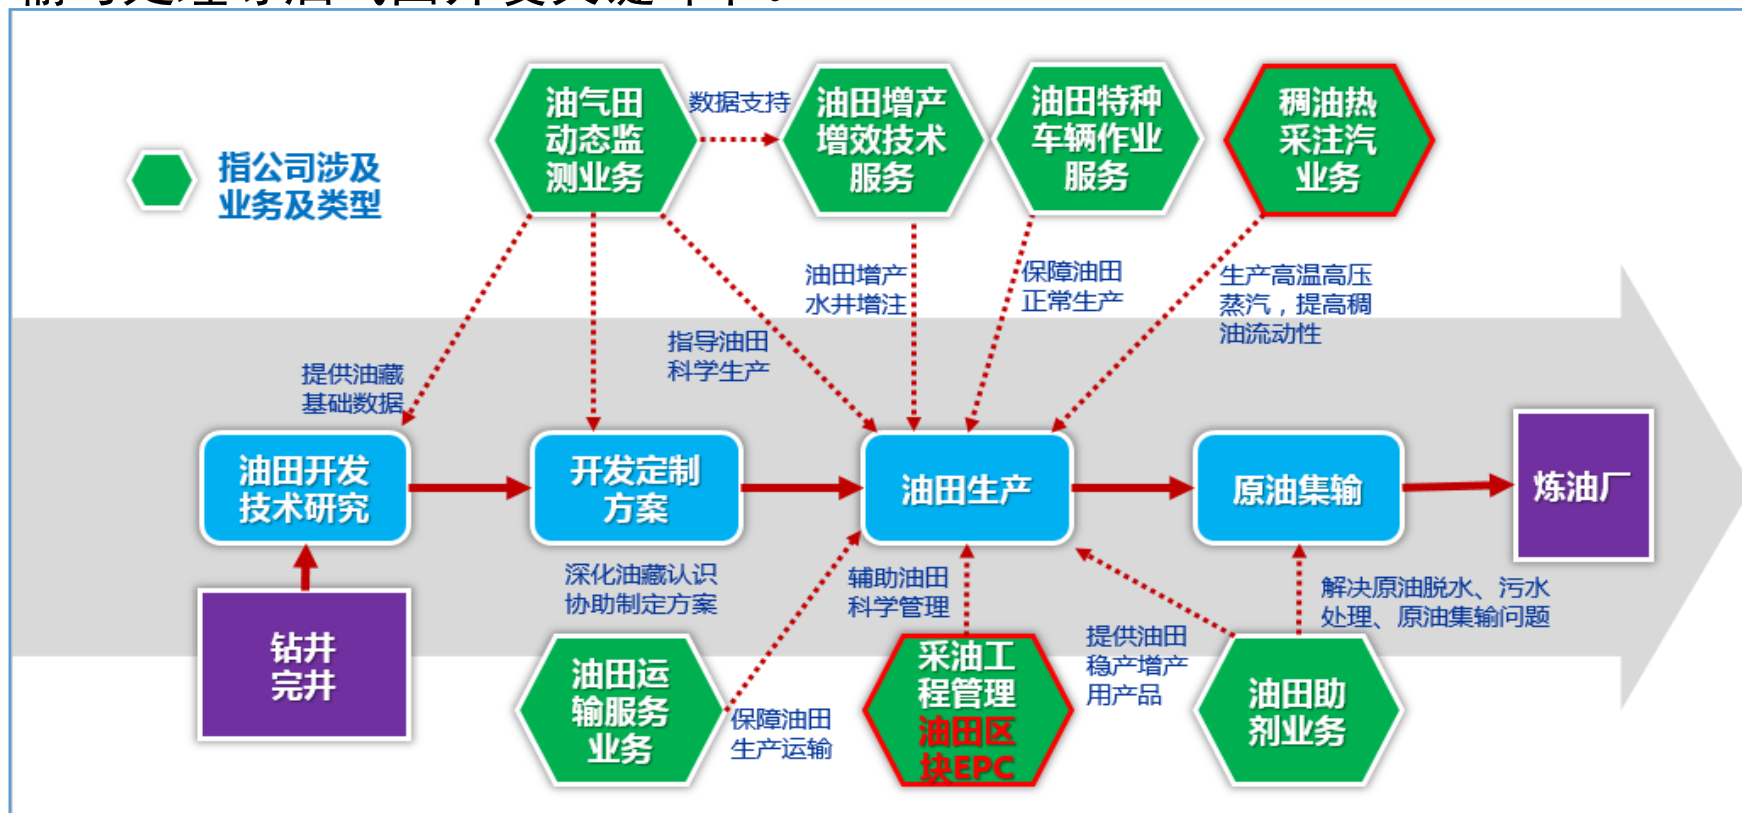 油气田
动态监
测业务
数据支持
油田增产
增效技术
服务
油田特种
车辆作业
服务
稠油热
采注汽
业务
指公司涉及
业务及类型
油田增产
水井增注
保障油田
正常生产
生产高温高压
蒸汽，提高稠
油流动性
指导油田
科学生产
提供油藏
基础数据
油田开发
技术研究
开发定制
方案
油田生产
原油集输
炼油厂
深化油藏认识
协助制定方案
辅助油田
科学管理
解决原油脱水、污水
处理、原油集输问题
钻井
完井
油田运
输服务
业务
保障油田
生产运输
采油工
程管理
油田区
块EPC
提供油田
稳产增产
用产品
油田助
剂业务